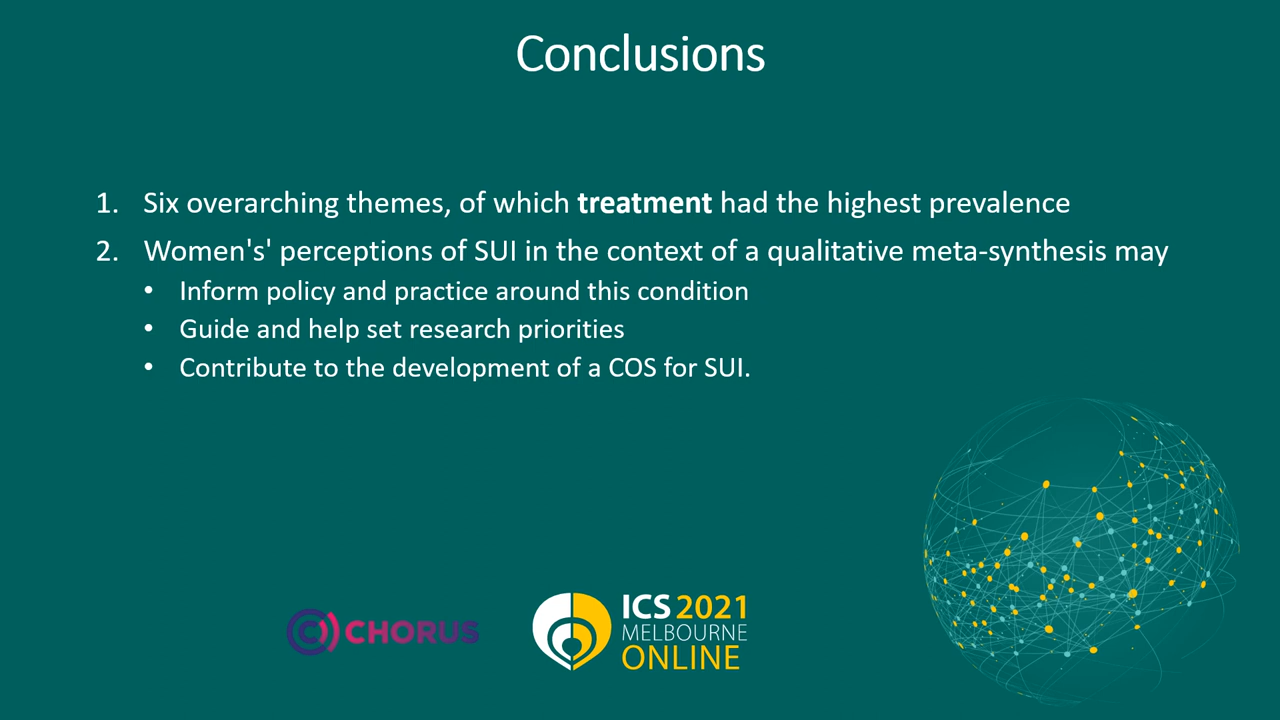 Conclusions
1. Six overarching themes, of which treatment had the highest prevalence
2. Women's' perceptions of SUI in the context of a qualitative meta-synthesis may
• Inform policy and practice around this condition
• Guide and help set research priorities
• Contribute to the development of a COS for SUI.
CHORUS
ICS 2021
MELBOURNE
ONLINE